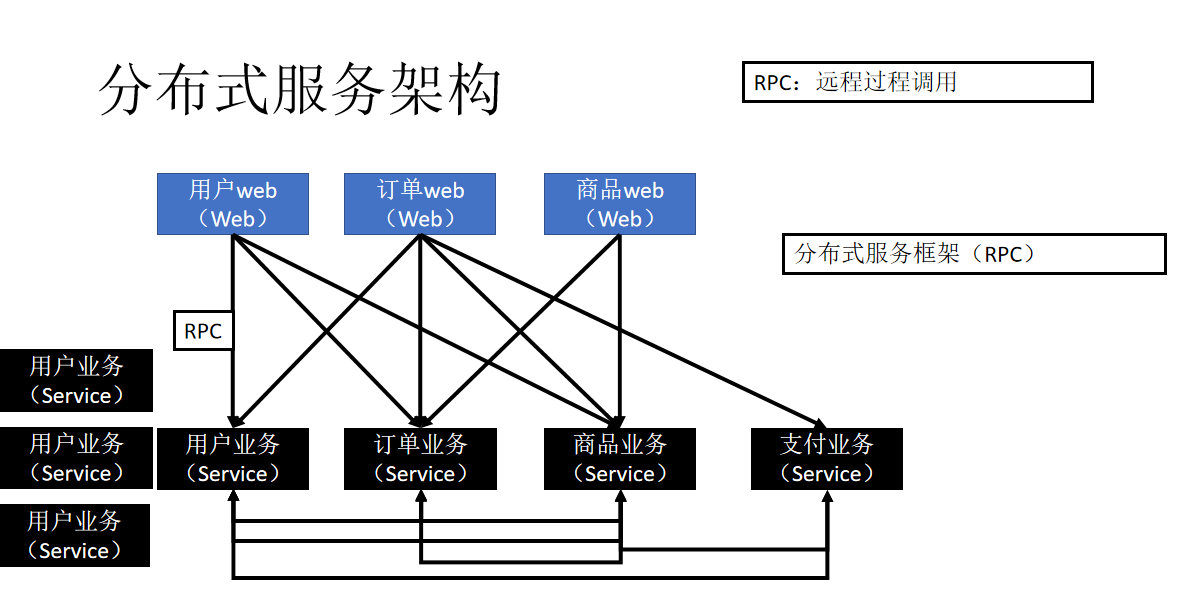 分布式服务架构
RPC：远程过程调用
用户web
（Web）
订单web
（Web）
商品web
（Web）
分布式服务框架（RPC）
RPC
用户业务
（Service）
用户业务
（Service）
用户业务
（Service）
订单业务
（Service）
商品业务
（Service）
支付业务
（Service）
用户业务
（Service）